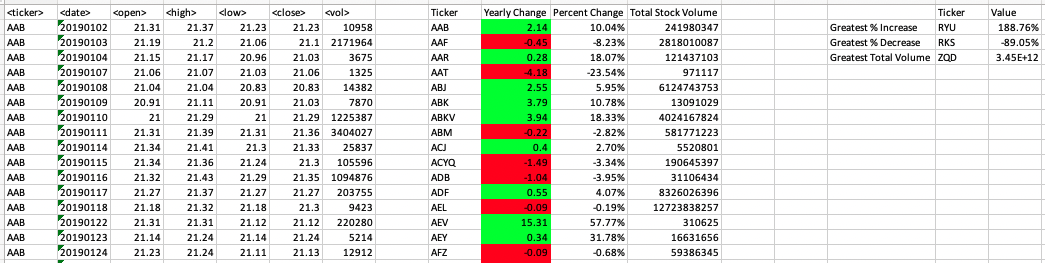 <ticker> <date> <open> <high> <low> <close> <vol> Ticker Yearly Change Percent Change Total Stock Volume Ticker Value
AAB 20190102 21.31 21.37 21.23 21.23 10958 AAB 2.14 10.04% 241980347 Greatest % Increase RYU 188.76%
AAB 20190103 21.19 21.2 21.06 21.1 2171964 AAF -0.45 -8.23% 2818010087 Greatest % Decrease RKS -89.05%
AAB 20190104 21.15 21.17 20.96 21.03 3675 AAR 0.28 18.07% 121437103 Greatest Total Volume ZQD 3.45E+12
AAB 20190107 21.06 21.07 21.03 21.06 1325 AAT -4.18 -23.54% 971117
AAB 20190108 21.04 21.04 20.83 20.83 14382 ABJ 2.55 5.95% 6124743753
AAB 20190109 20.91 21.11 20.91 21.03 7870 ABK 3.79 10.78% 13091029
AAB 20190110 21 21.29 21 21.29 1225387 ABKV 3.94 18.33% 4024167824
AAB 20190111 21.31 21.39 21.31 21.36 3404027 ABM -0.22 -2.82% 581771223
AAB 20190114 21.34 21.41 21.3 21.33 25837 ACJ 0.4 2.70% 5520801
AAB 20190115 21.34 21.36 21.24 21.3 105596 ACYQ -1.49 -3.34% 190645397
AAB 20190116 21.32 21.43 21.29 21.35 1094876 ADB -1.04 -3.95% 31106434
AAB 20190117 21.27 21.37 21.27 21.27 203755 ADF 0.55 4.07% 8326026396
AAB 20190118 21.18 21.32 21.18 21.3 9423 AEL -0.09 -0.19% 12723838257
AAB 20190122 21.31 21.31 21.12 21.12 220280 AEV 15.31 57.77% 310625
AAB 20190123 21.14 21.24 21.14 21.24 5214 AEY 0.34 31.78% 16631656
AAB 20190124 21.23 21.24 21.11 21.13 12912 AFZ -0.09 -0.68% 59386345